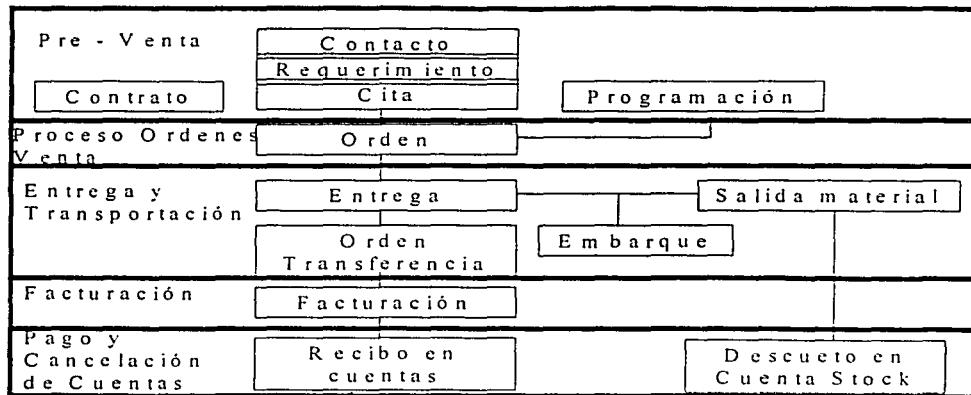 Pre - Venta
Contacto
Requerimiento
Contrato
Cita
Programación
Proceso Ordenes
Venta
Orden
Entrega y
Transportación
Entrega
Salida material
Orden
Transferencia
Embarque
Facturación
Facturación
Pago y
Cancelación
de Cuentas
Recibo en
cuentas
Descueto en
Cuenta Stock